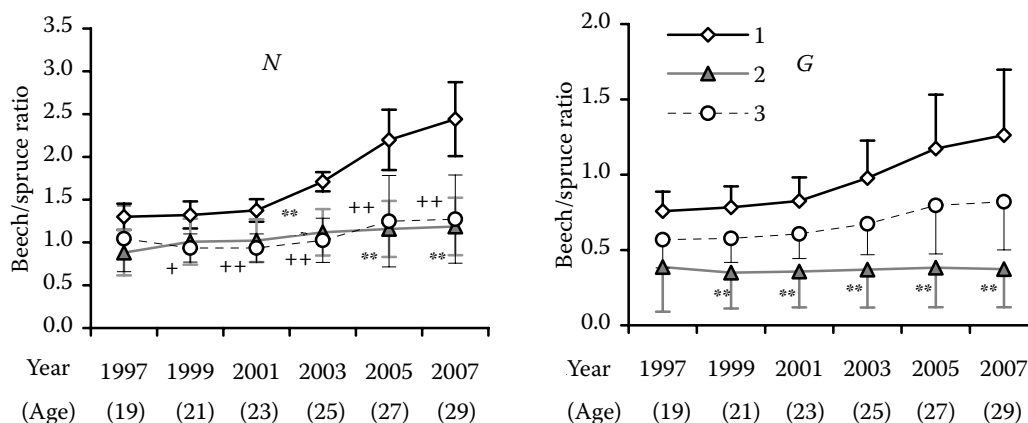 3.5
N
3.0
2.5
2.0
1.5
1.0
0.5
0.0
Beech/spruce ratio
**
++
++
+
++
++
**
**
Year 1997 1999 2001 2003 2005 2007
(Age) (19) (21) (23) (25) (27) (29)
2.0
G
1.5
1.0
0.5
0.0
Beech/spruce ratio
1
2
3
** ** ** ** **
Year 1997 1999 2001 2003 2005 2007
(Age) (19) (21) (23) (25) (27) (29)